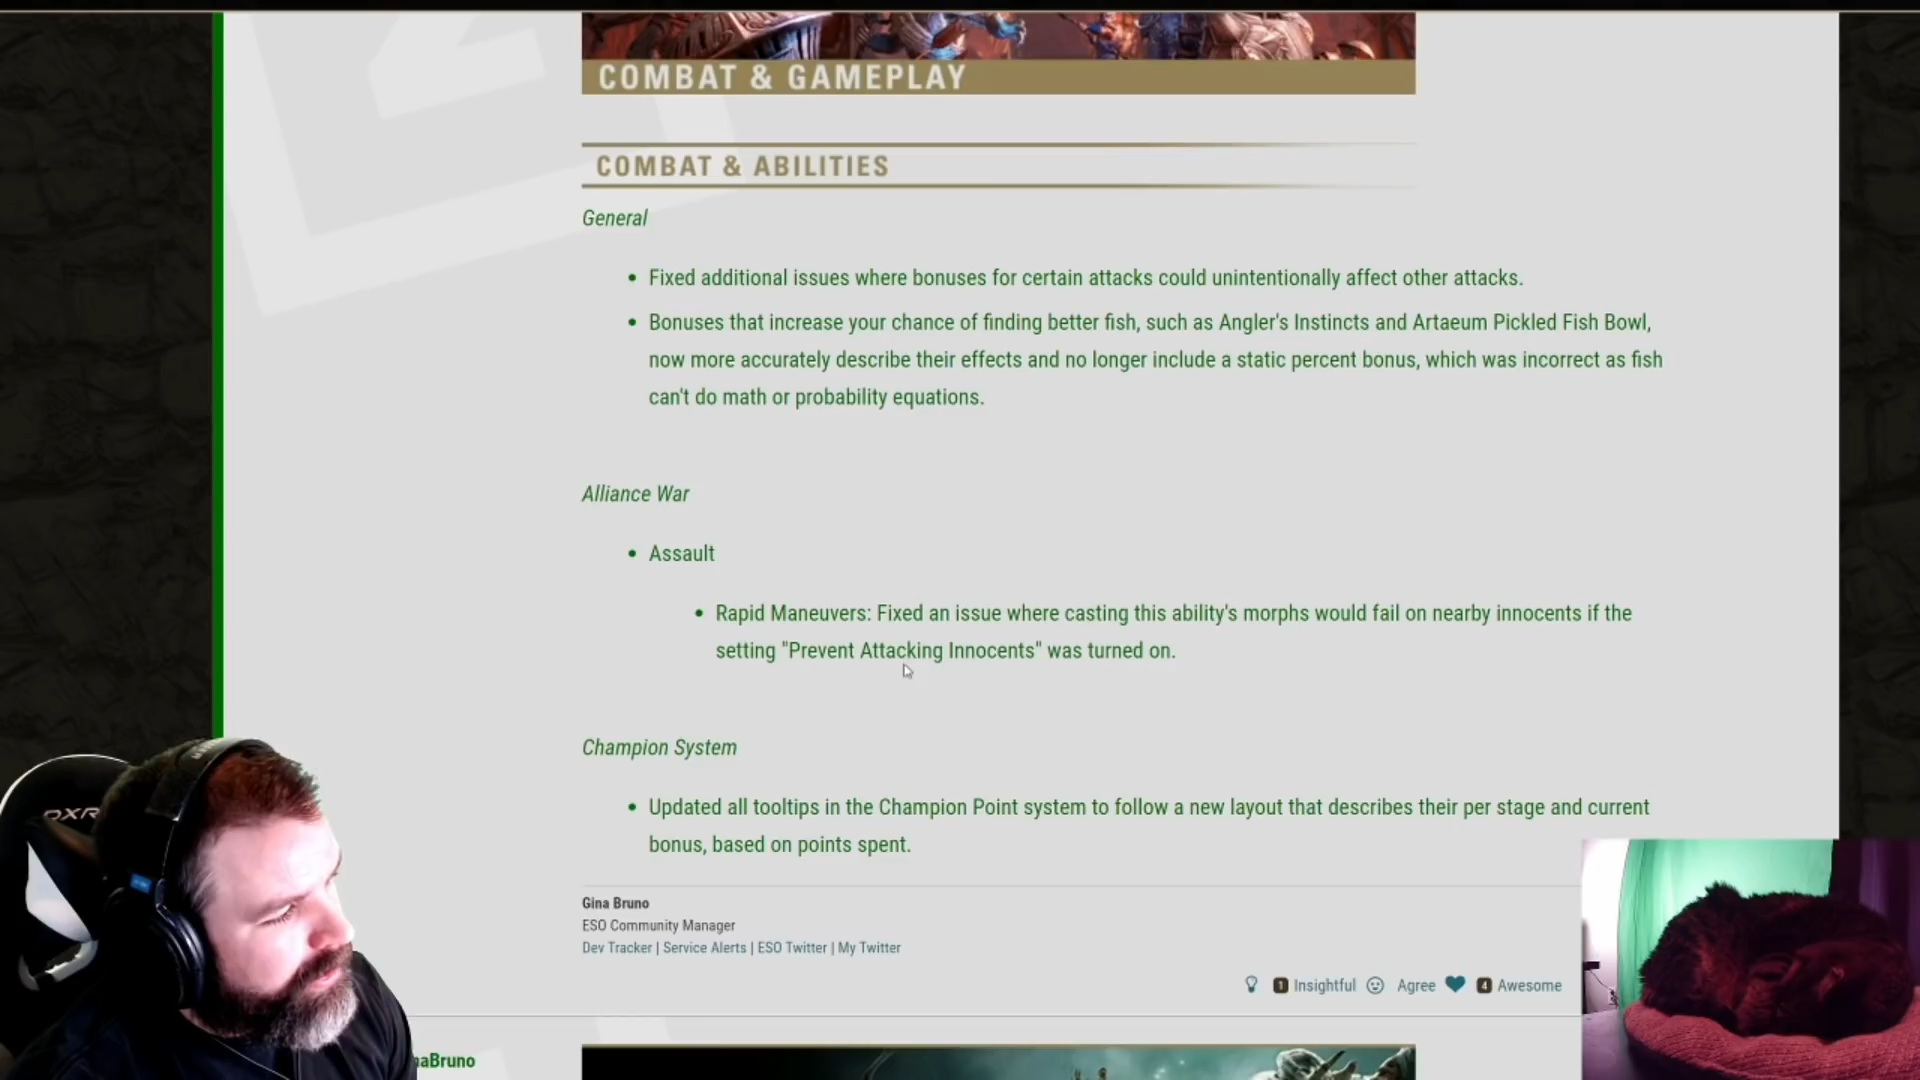 COMBAT & GAMEPLAY
COMBAT & ABILITIES
General
Fixed additional issues where bonuses for certain attacks could unintentionally affect other attacks.
Bonuses that increase your chance of finding better fish, such as Angler's Instincts and Artaeum Pickled Fish Bowl,
now more accurately describe their effects and no longer include a static percent bonus, which was incorrect as fish
can't do math or probability equations.
Alliance War
Assault
Rapid Maneuvers: Fixed an issue where casting this ability's morphs would fail on nearby innocents if the
setting "Prevent Attacking Innocents" was turned on.
Champion System
Updated all tooltips in the Champion Point system to follow a new layout that describes their per stage and current
bonus, based on points spent.
Gina Bruno
ESO Community Manager
Dev Tracker | Service Alerts | ESO Twitter | My Twitter
1 Insightful Agree 4 Awesome
naBruno